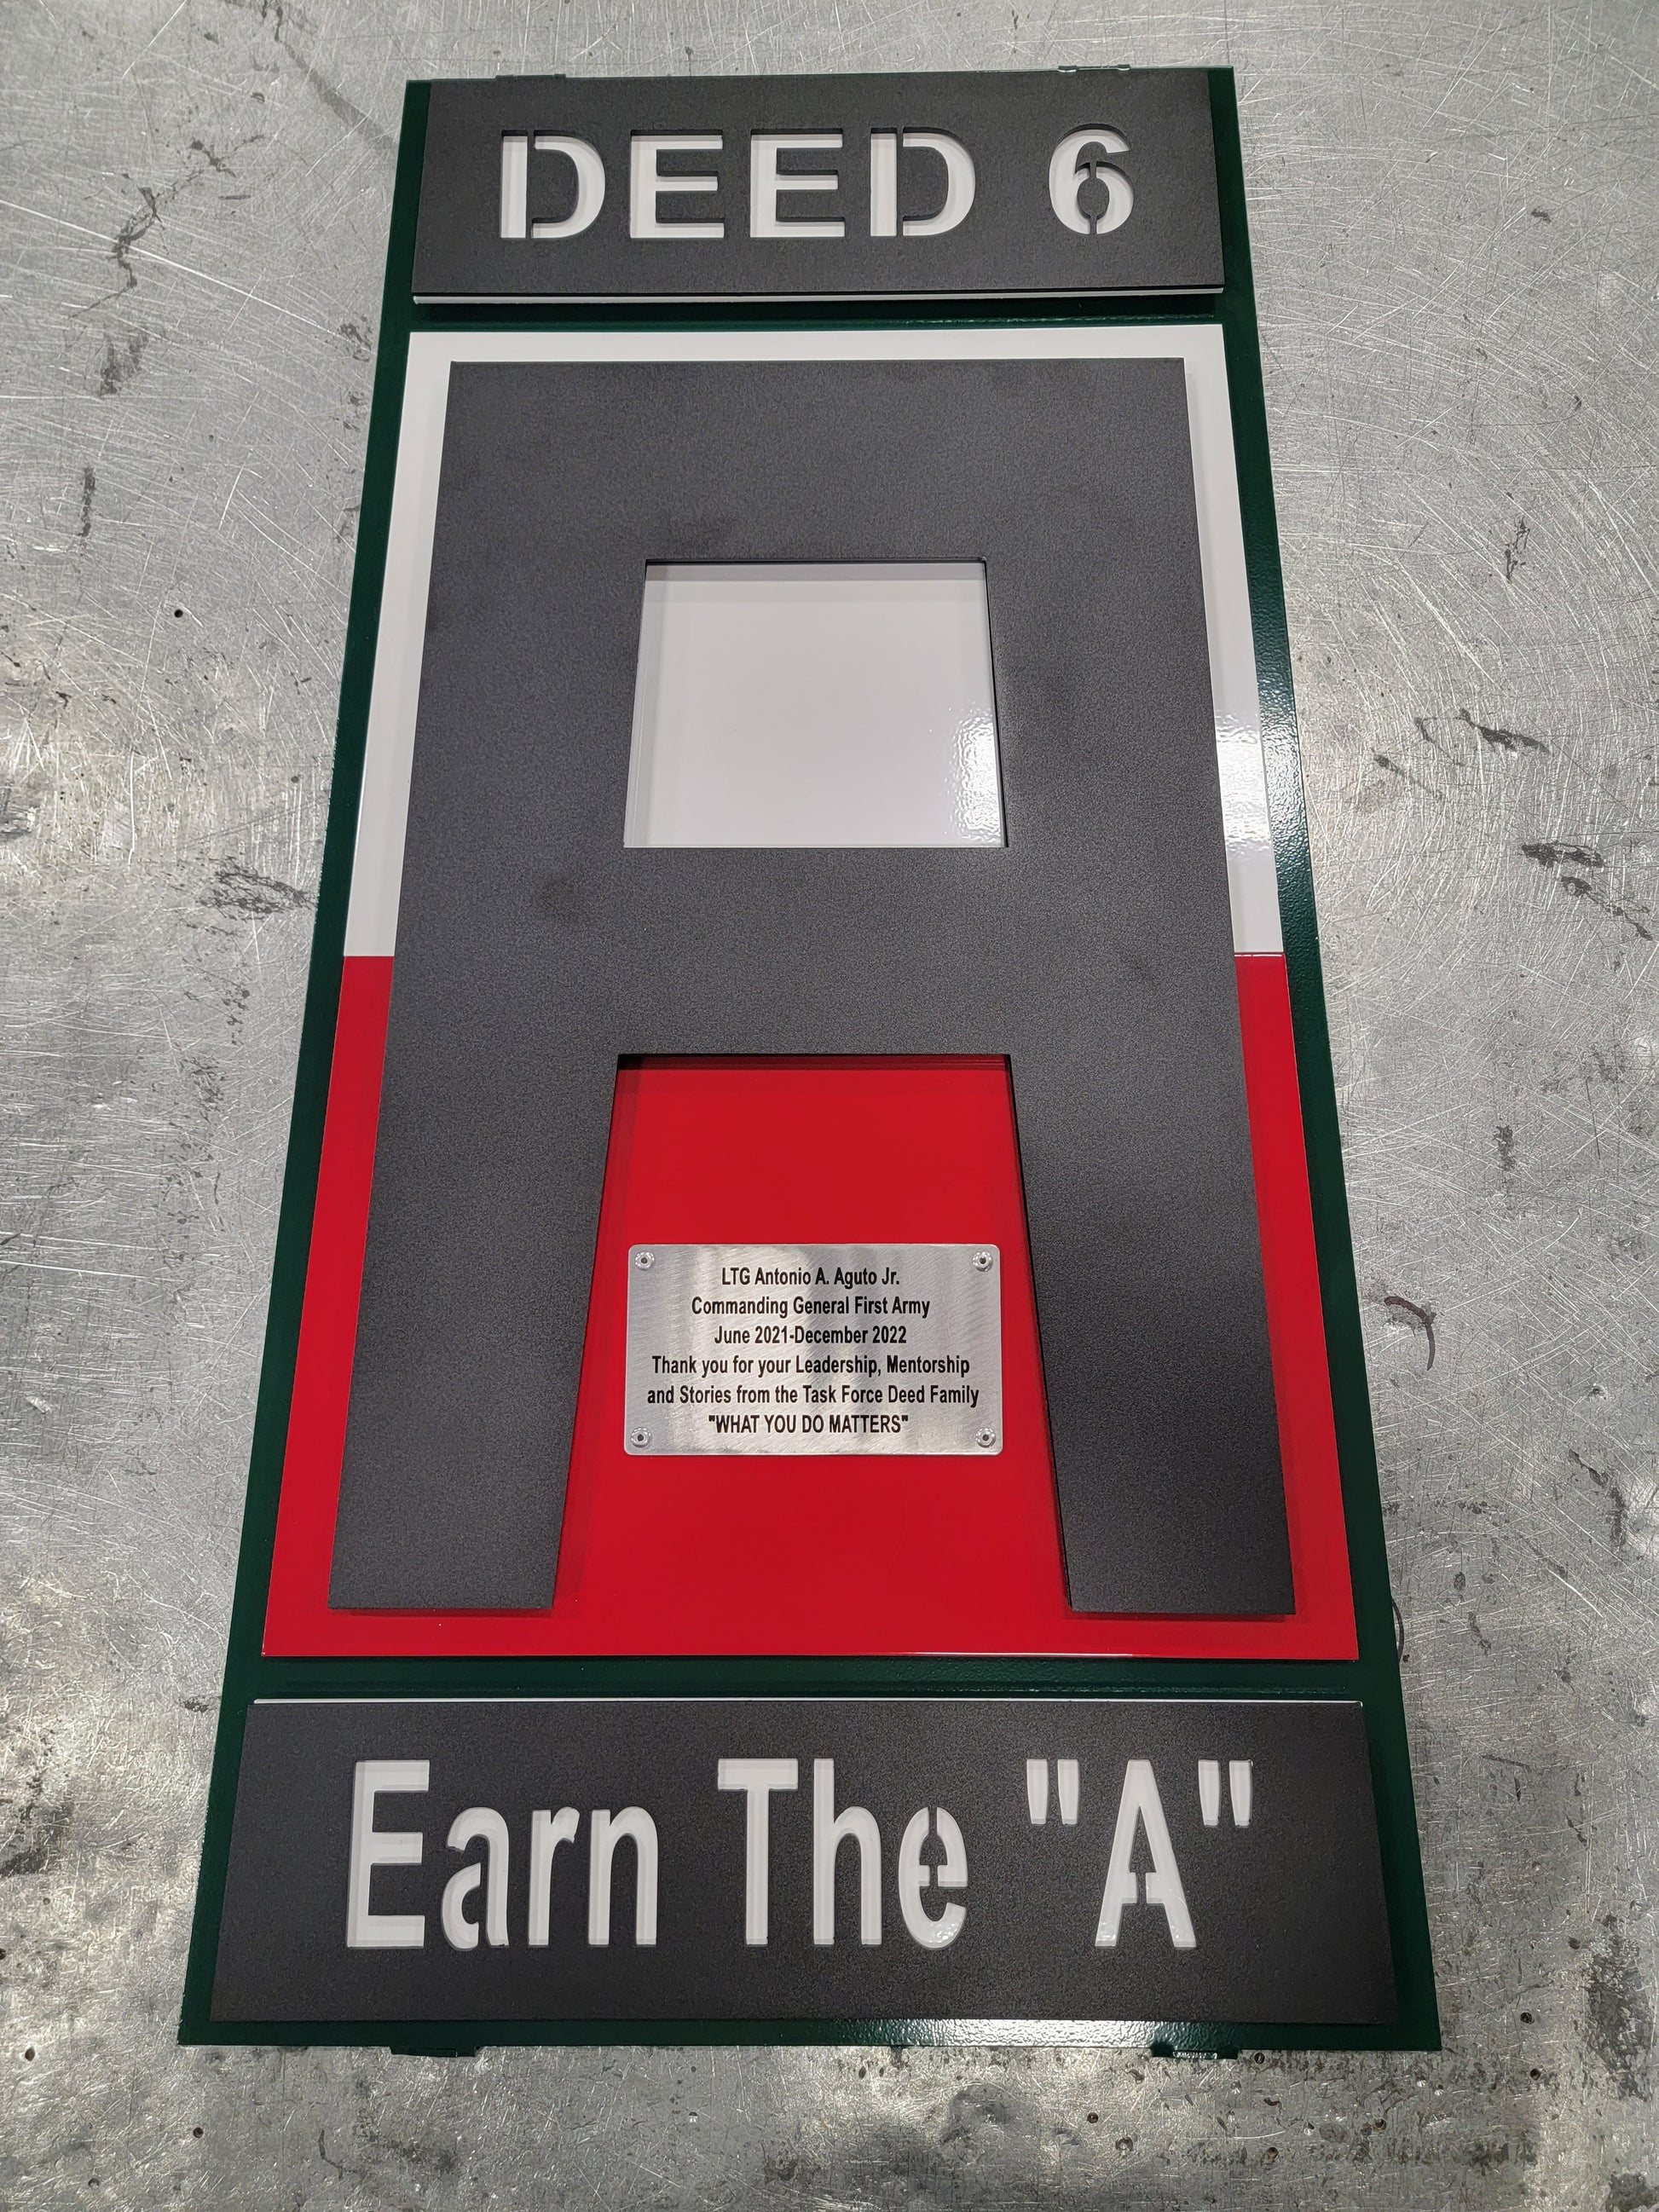 DEED 6
A
LTG Antonio A. Aguto Jr.
Commanding General First Army
June 2021-December 2022
Thank you for your Leadership, Mentorship
and Stories from the Task Force Deed Family
"WHAT YOU DO MATTERS"
Earn The "A"